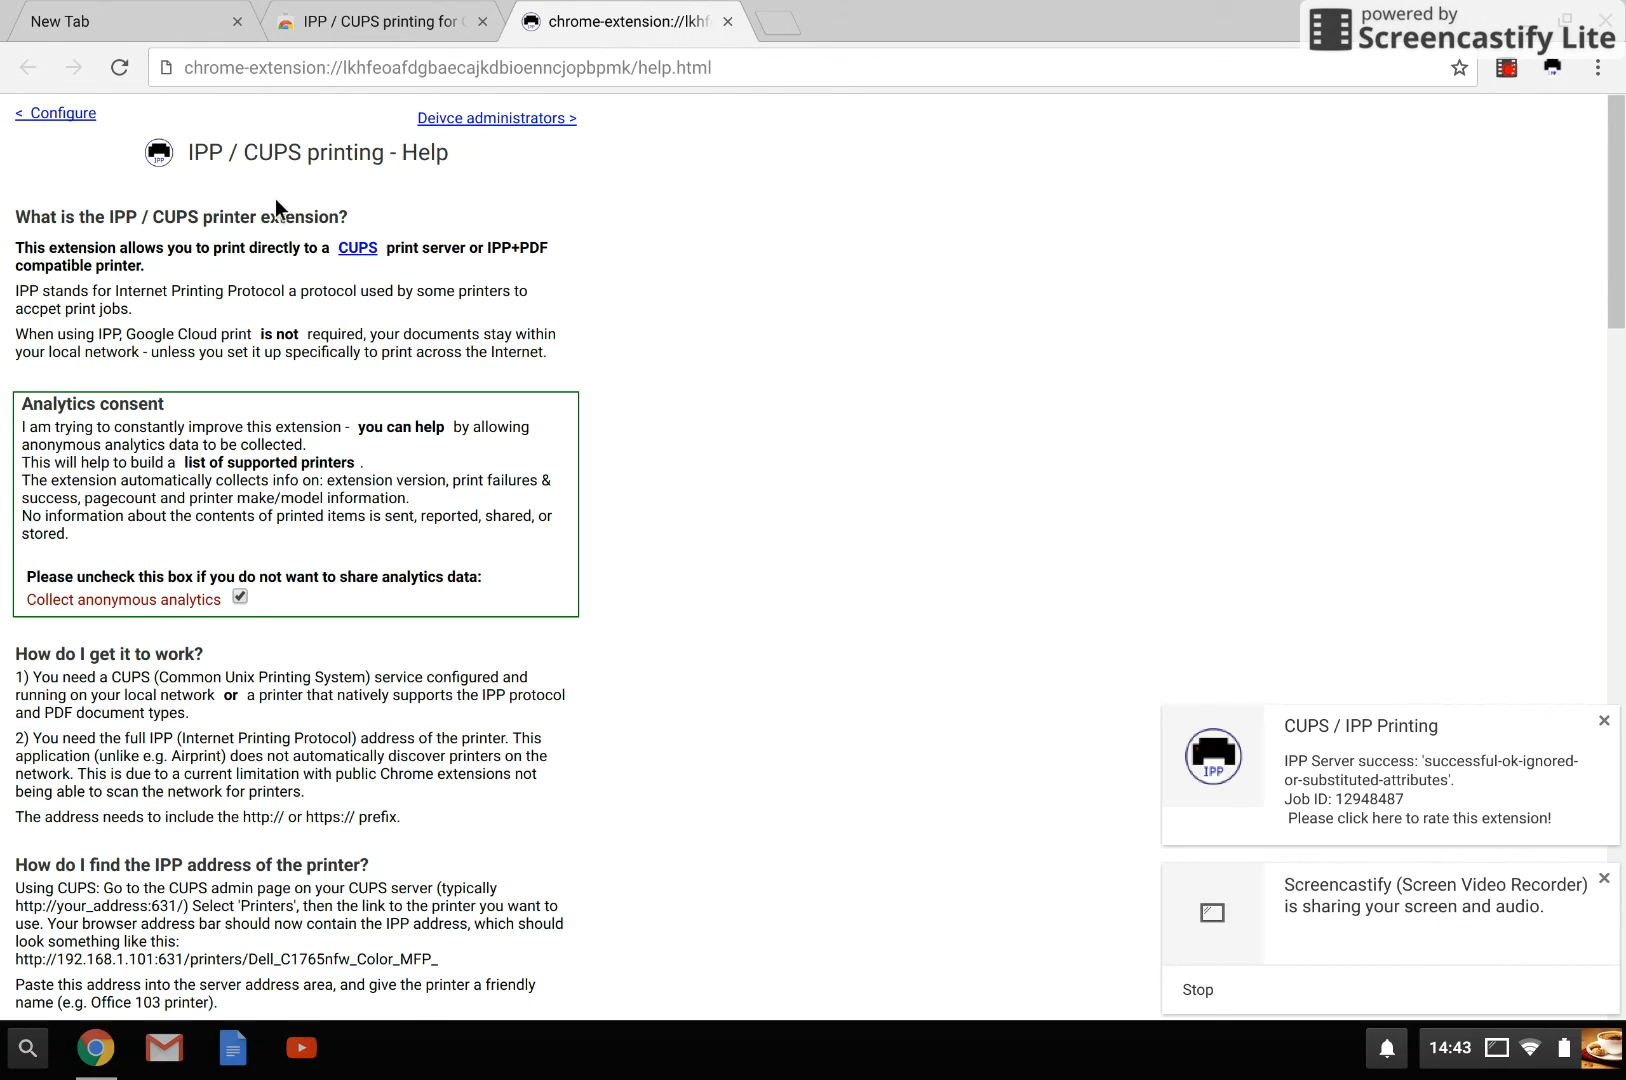 New Tab
IPP / CUPS printing for
chrome-extension://lkhf
powered by
Screencastify Lite
chrome-extension://lkhfeoafdgbaecajkdbioenncjopbpmk/help.html
< Configure
Deivce administrators >
IPP / CUPS printing - Help
What is the IPP / CUPS printer extension?
This extension allows you to print directly to a CUPS print server or IPP+PDF
compatible printer.
IPP stands for Internet Printing Protocol a protocol used by some printers to
accpet print jobs.
When using IPP, Google Cloud print is not required, your documents stay within
your local network - unless you set it up specifically to print across the Internet.
Analytics consent
I am trying to constantly improve this extension - you can help by allowing
anonymous analytics data to be collected.
This will help to build a list of supported printers .
The extension automatically collects info on: extension version, print failures &
success, pagecount and printer make/model information.
No information about the contents of printed items is sent, reported, shared, or
stored.
Please uncheck this box if you do not want to share analytics data:
Collect anonymous analytics
How do I get it to work?
1) You need a CUPS (Common Unix Printing System) service configured and
running on your local network or a printer that natively supports the IPP protocol
and PDF document types.
2) You need the full IPP (Internet Printing Protocol) address of the printer. This
application (unlike e.g. Airprint) does not automatically discover printers on the
network. This is due to a current limitation with public Chrome extensions not
being able to scan the network for printers.
The address needs to include the http:// or https:// prefix.
How do I find the IPP address of the printer?
Using CUPS: Go to the CUPS admin page on your CUPS server (typically
http://your_address:631/) Select 'Printers', then the link to the printer you want to
use. Your browser address bar should now contain the IPP address, which should
look something like this:
http://192.168.1.101:631/printers/Dell_C1765nfw_Color_MFP_
Paste this address into the server address area, and give the printer a friendly
name (e.g. Office 103 printer).
IPP
CUPS / IPP Printing
IPP Server success: 'successful-ok-ignored-
or-substituted-attributes'.
Job ID: 12948487
Please click here to rate this extension!
Screencastify (Screen Video Recorder)
is sharing your screen and audio.
Stop
14:43